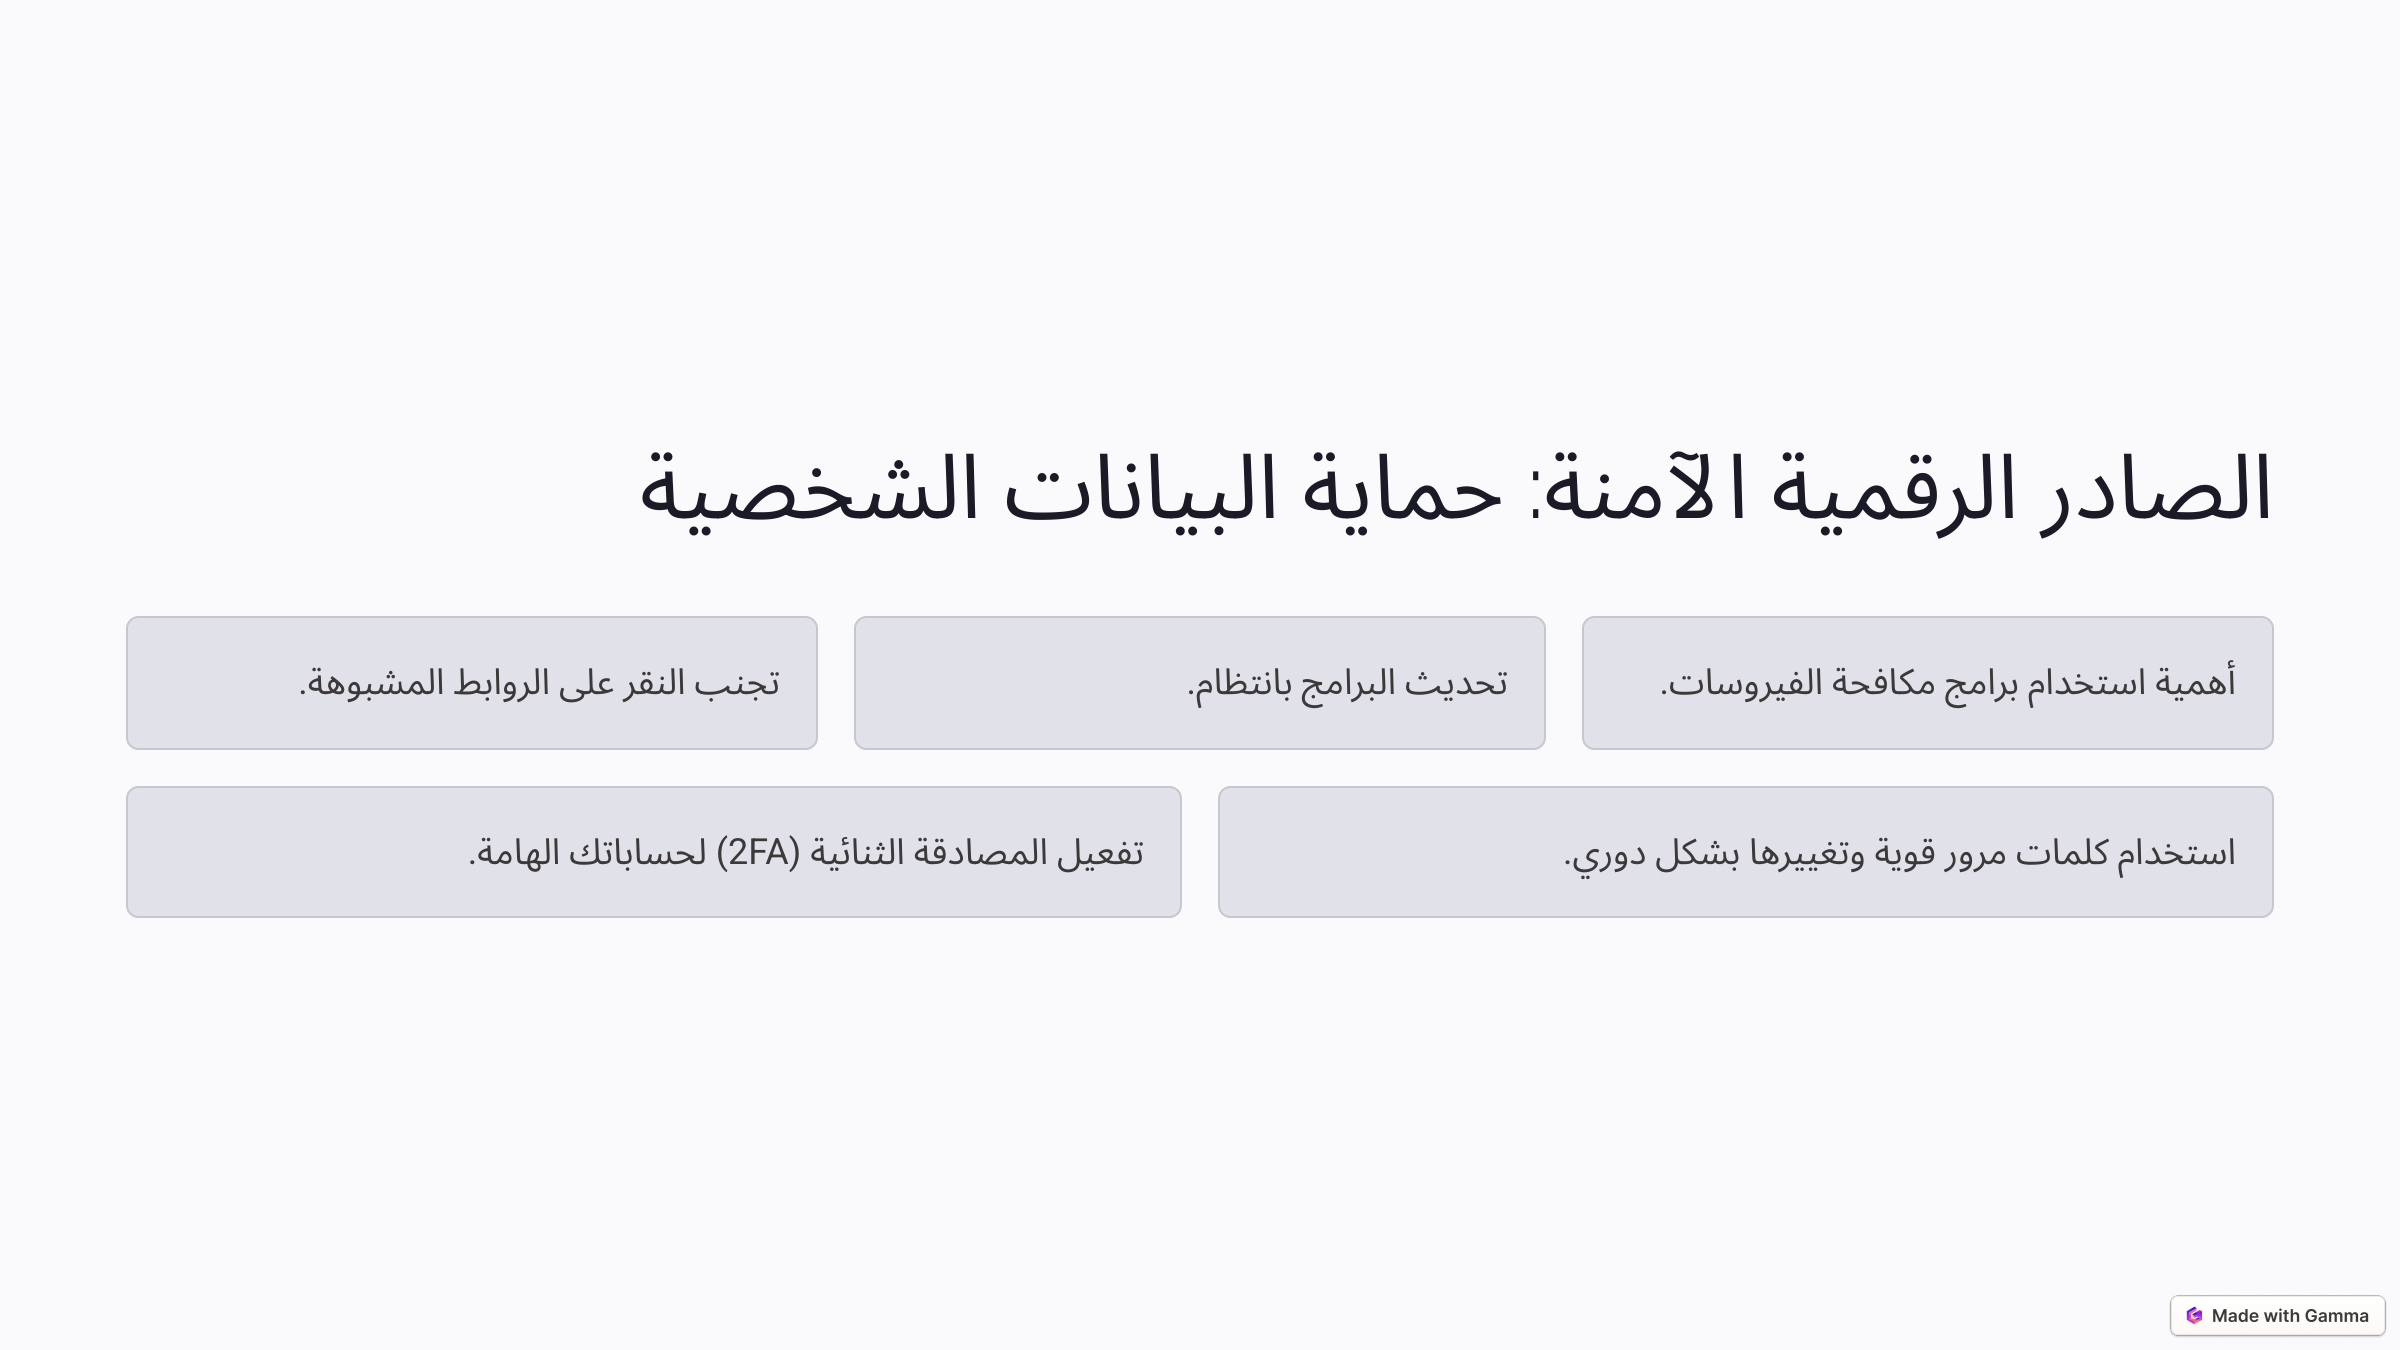 الصادر الرقمية الآمنة: حماية البيانات الشخصية
أهمية استخدام برامج مكافحة الفيروسات.
تحديث البرامج بانتظام.
تجنب النقر على الروابط المشبوهة.
استخدام كلمات مرور قوية وتغييرها بشكل دوري.
تفعيل المصادقة الثنائية (2FA) لحساباتك الهامة.
Made with Gamma